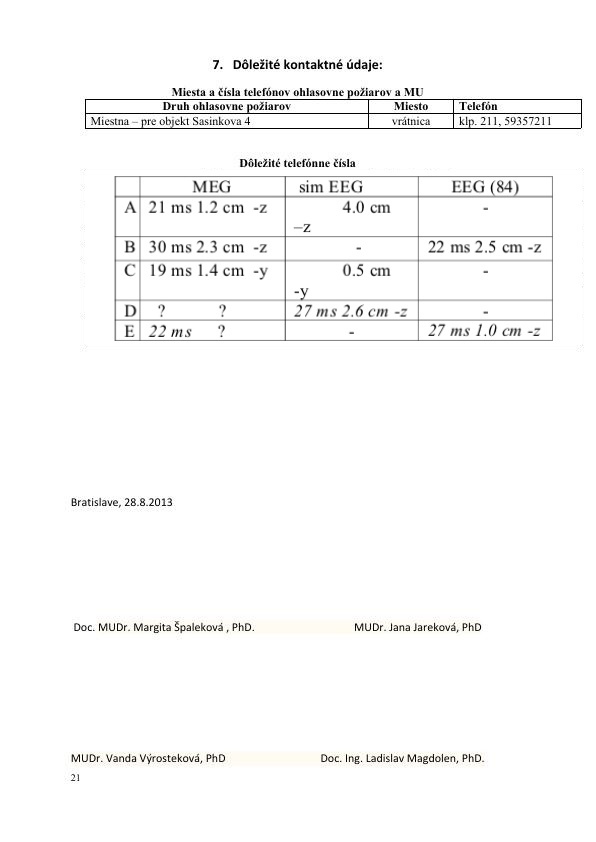 7. Dôležité kontaktné údaje:
Miesta a čísla telefónov ohlasovne požiarov a MU
Druh ohlasovne požiarov Miesto Telefón
Miestna – pre objekt Sasinkova 4 vrátnica klp. 211, 59357211
Dôležité telefónne čísla
MEG sim EEG EEG (84)
A 21 ms 1.2 cm -z 4.0 cm -
–z
B 30 ms 2.3 cm -z - 22 ms 2.5 cm -z
C 19 ms 1.4 cm -y 0.5 cm -
-y
D ? ? 27 ms 2.6 cm -z -
E 22 ms ? - 27 ms 1.0 cm -z
Bratislave, 28.8.2013
Doc. MUDr. Margita Špaleková , PhD. MUDr. Jana Jareková, PhD
MUDr. Vanda Výrosteková, PhD Doc. Ing. Ladislav Magdolen, PhD.
21